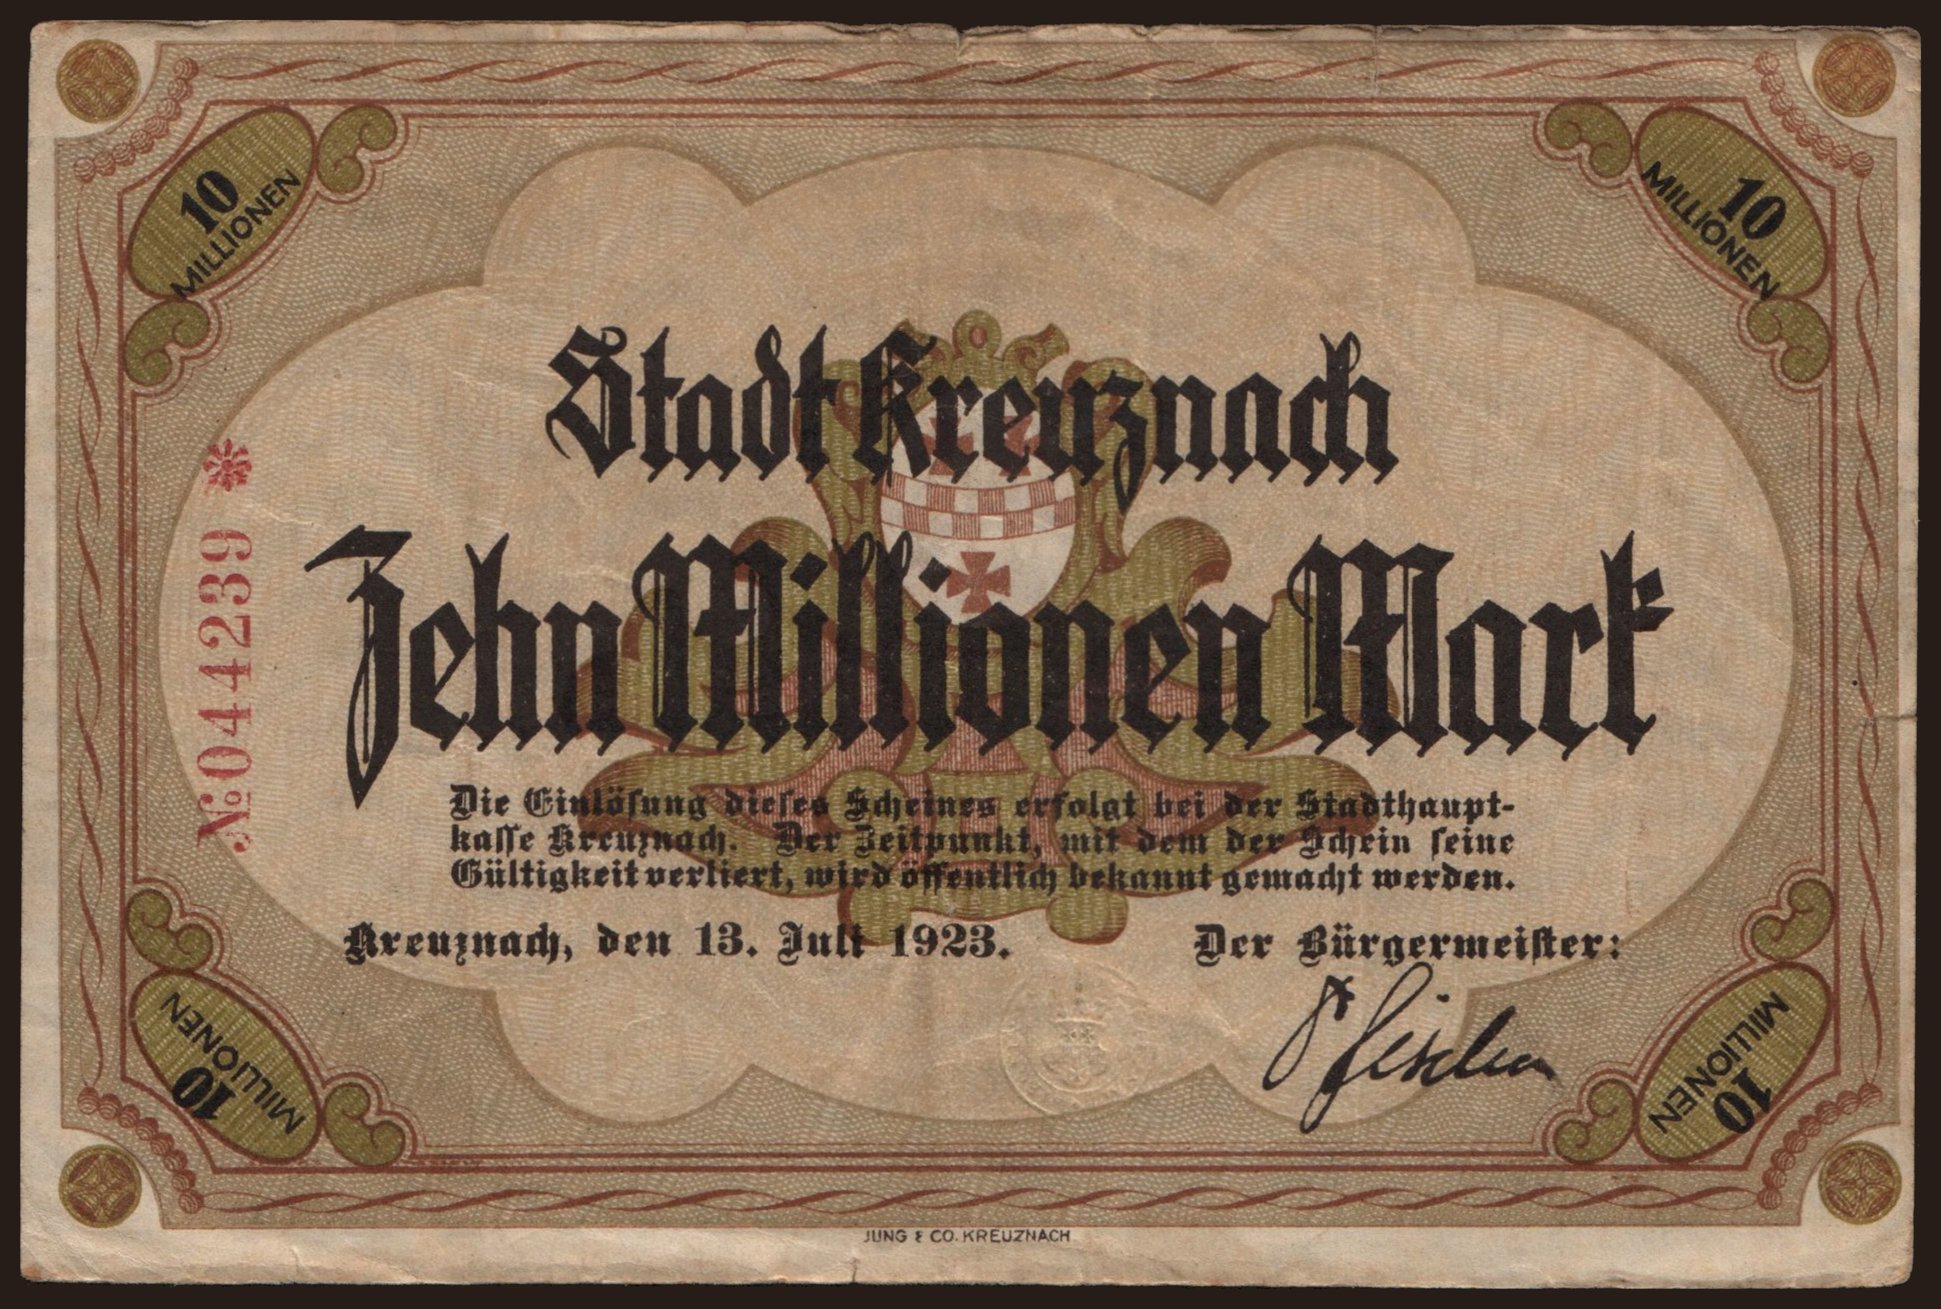 10
MILLIONEN
10
MILLIONEN
Stadt Kreuznach
Zehn Millionen Mark
Die Einlösung dieses Scheines erfolgt bei der Stadthaupt-
kasse Kreuznach. Der Zeitpunkt, mit dem der Schein seine
Gültigkeit verliert, wird öffentlich bekannt gemacht werden.
Kreuznach, den 13. Juli 1923.
Der Bürgermeister:
№ 0444239 *
10
MILLIONEN
10
MILLIONEN
JUNG & CO. KREUZNACH